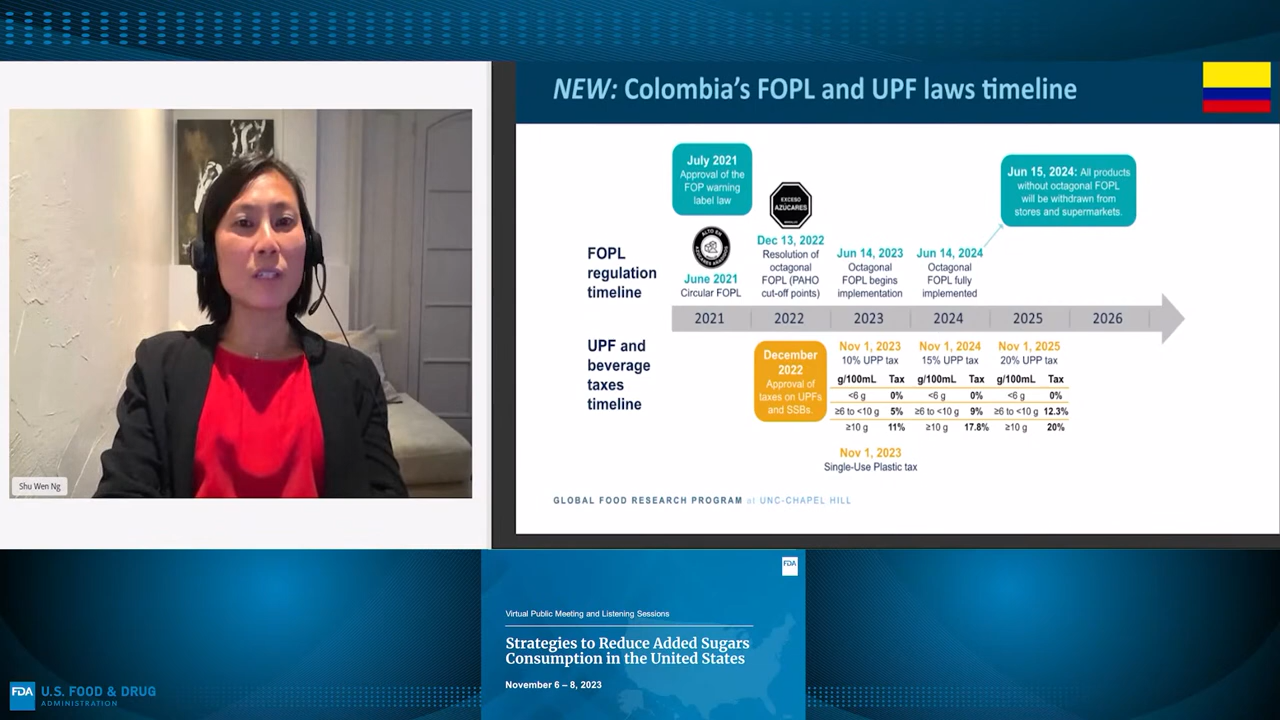 NEW: Colombia's FOPL and UPF laws timeline
July 2021
Approval of the
FOP warning
label law
EXCESO
AZÚCARES
Jun 15, 2024: All products
without octagonal FOPL
will be withdrawn from
stores and supermarkets.
FOPL
regulation
timeline
ALTO EN
June 2021
Circular FOPL
Dec 13, 2022
Resolution of
octagonal
FOPL (PAHO
cut-off points)
Jun 14, 2023
Octagonal
FOPL begins
implementation
Jun 14, 2024
Octagonal
FOPL fully
implemented
2021 2022 2023 2024 2025 2026
UPF and
beverage
taxes
timeline
December
2022
Approval of
taxes on UPFs
and SSBs.
Nov 1, 2023
10% UPP tax
g/100mL Tax
<6 g 0%
≥6 to <10 g 5%
≥10 g 11%
Nov 1, 2024
15% UPP tax
g/100mL Tax
<6 g 0%
≥6 to <10 g 9%
≥10 g 17.8%
Nov 1, 2025
20% UPP tax
g/100mL Tax
<6 g 0%
≥6 to <10 g 12.3%
≥10 g 20%
Nov 1, 2023
Single-Use Plastic tax
GLOBAL FOOD RESEARCH PROGRAM at UNC-CHAPEL HILL
Shu Wen Ng
FDA
Virtual Public Meeting and Listening Sessions
Strategies to Reduce Added Sugars
Consumption in the United States
November 6 – 8, 2023
FDA U.S. FOOD & DRUG
ADMINISTRATION